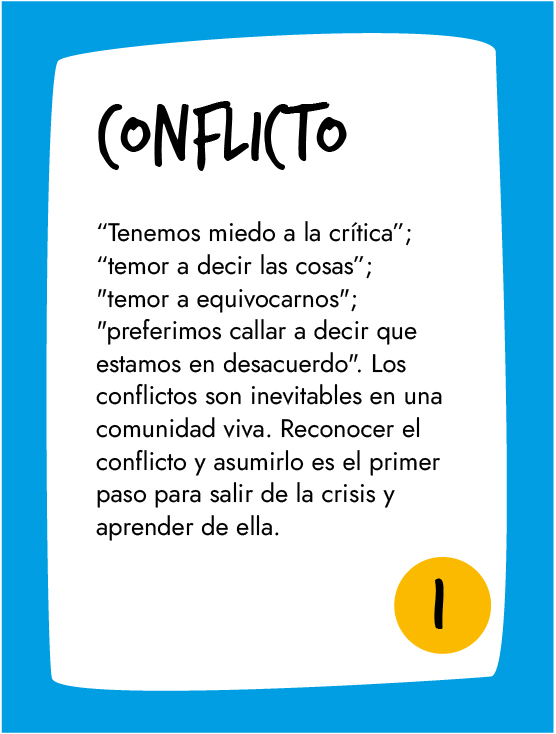 CONFLICTO
“Tenemos miedo a la crítica”;
“temor a decir las cosas”;
"temor a equivocarnos";
"preferimos callar a decir que
estamos en desacuerdo". Los
conflictos son inevitables en una
comunidad viva. Reconocer el
conflicto y asumirlo es el primer
paso para salir de la crisis y
aprender de ella.
1